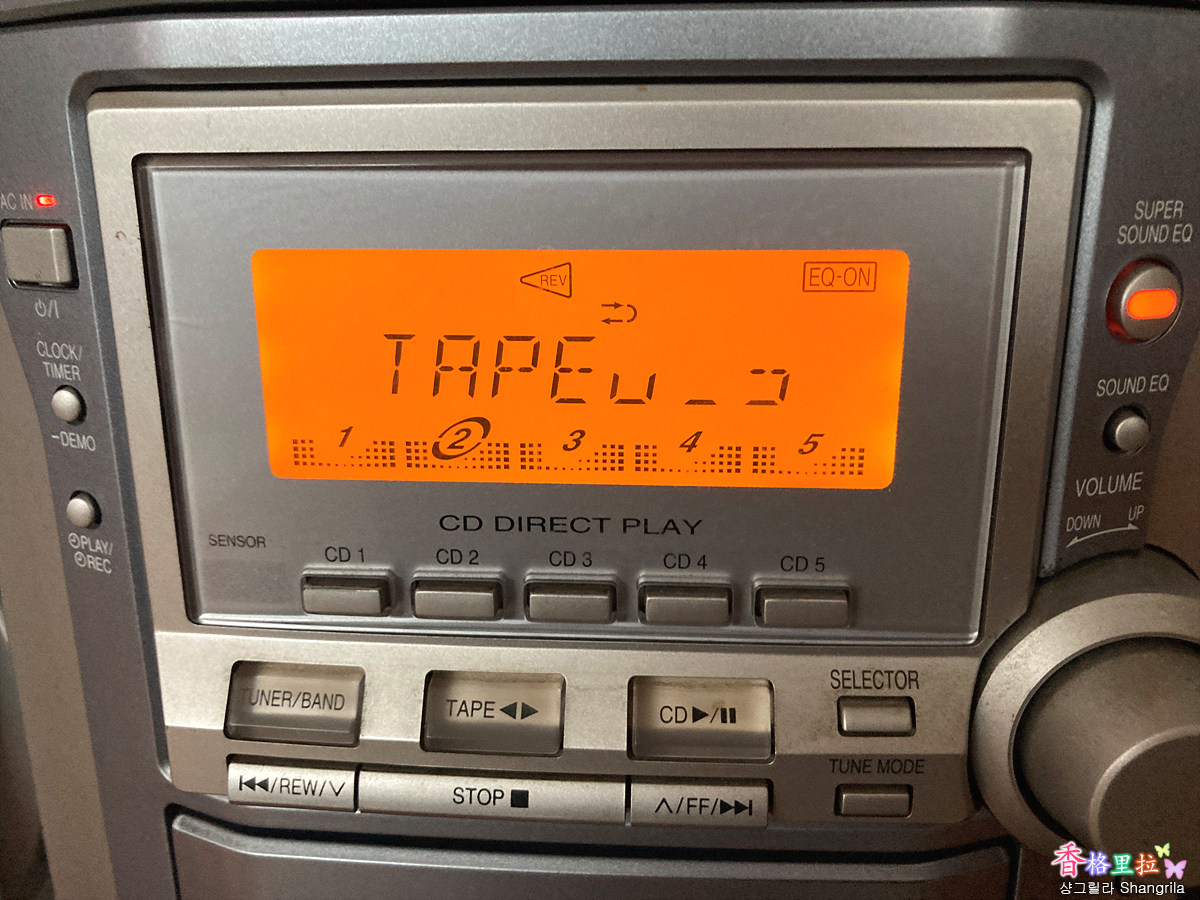 SUPER
SOUND EQ
AC IN
REV
EQ-ON
⏻/I
TAPE
CLOCK/
TIMER
–DEMO
SOUND EQ
1 2 3 4 5
VOLUME
DOWN UP
CD DIRECT PLAY
SENSOR
PLAY/
REC
CD 1 CD 2 CD 3 CD 4 CD 5
TUNER/BAND
TAPE◀▶
CD▶/▮▮
SELECTOR
TUNE MODE
|◀◀/REW/∨
STOP ■
∧/FF/▶▶|
香格里拉
샹그릴라 Shangrila